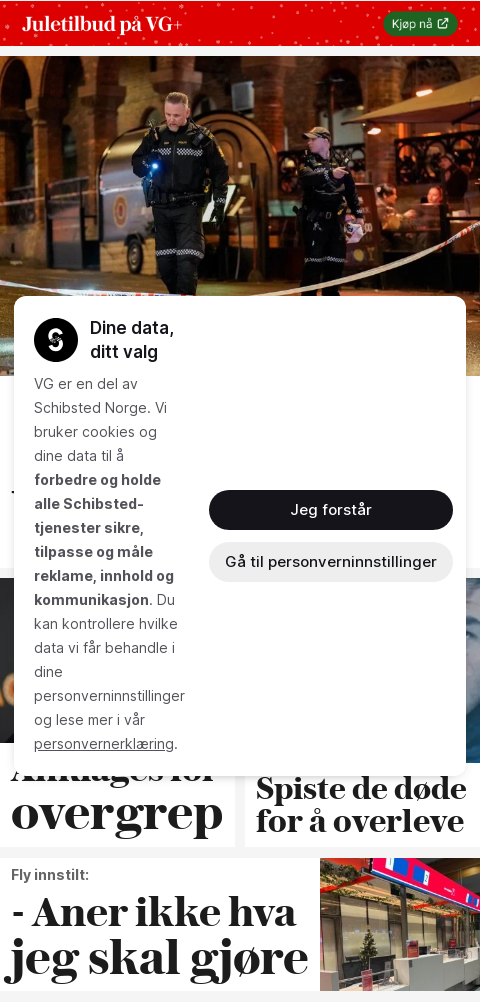 Juletilbud på VG+
Kjøp nå
Dine data,
ditt valg
VG er en del av
Schibsted Norge. Vi
bruker cookies og
dine data til å
forbedre og holde
alle Schibsted-
tjenester sikre,
tilpasse og måle
reklame, innhold og
kommunikasjon. Du
kan kontrollere hvilke
data vi får behandle i
dine
personverninnstillinger
og lese mer i vår
personvernerklæring.
Jeg forstår
Gå til personverninnstillinger
overgrep
Spiste de døde
for å overleve
Fly innstilt:
- Aner ikke hva
jeg skal gjøre